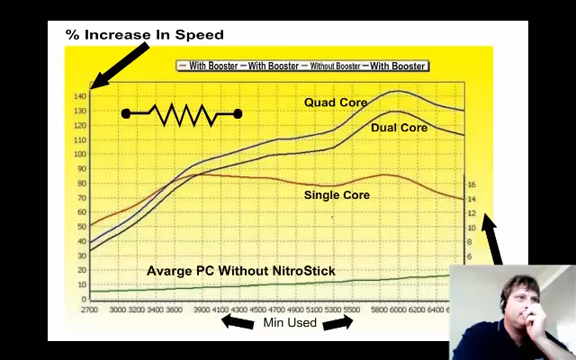 % Increase In Speed
With Booster With Booster Without Booster With Booster
140
130
120
110
100
90
80
70
60
50
40
30
20
10
0
Quad Core
Dual Core
Single Core
Avarge PC Without NitroStick
16
14
12
10
8
6
2700 3000 3200 3400 3600 3800 4100 4200 4400 4700 4900 5100 5300 5500 5800 6000 6200 6400
Min Used